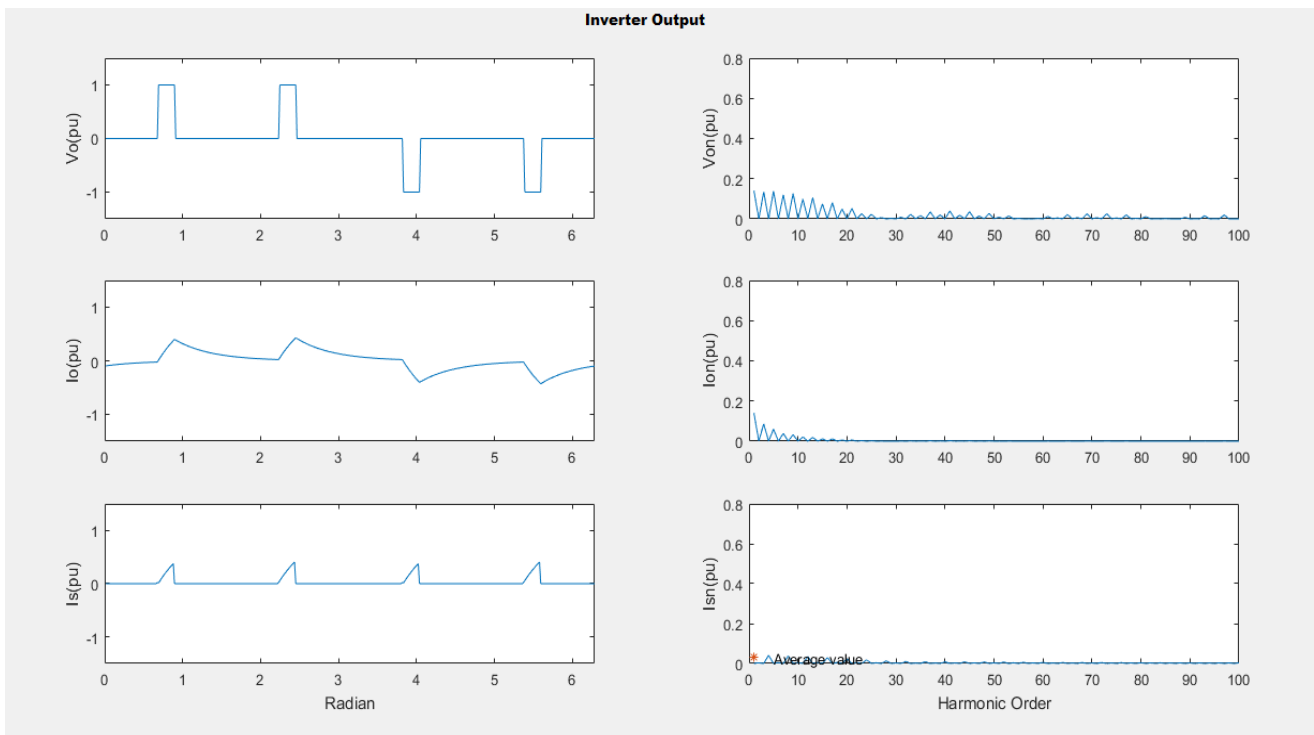 Inverter Output
Vo(pu)
1
0
-1
0 1 2 3 4 5 6
Von(pu)
0.8
0.6
0.4
0.2
0
0 10 20 30 40 50 60 70 80 90 100
Io(pu)
1
0
-1
0 1 2 3 4 5 6
Ion(pu)
0.8
0.6
0.4
0.2
0
0 10 20 30 40 50 60 70 80 90 100
Is(pu)
1
0
-1
0 1 2 3 4 5 6
Radian
Isn(pu)
0.8
0.6
0.4
0.2
0
Average value
0 10 20 30 40 50 60 70 80 90 100
Harmonic Order